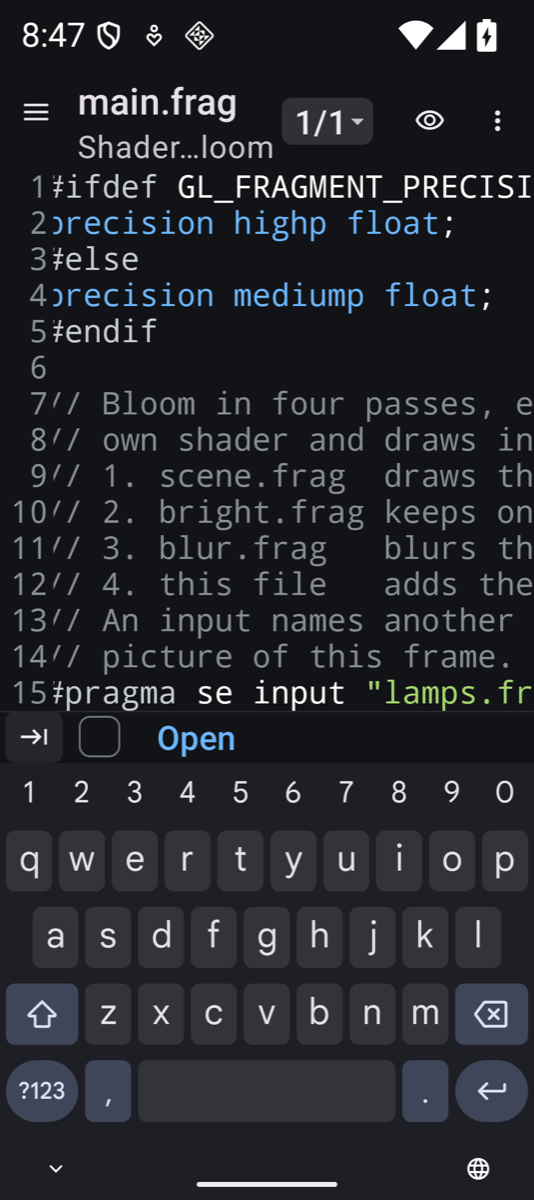 8:47
main.frag
Shader…loom
1/1
1 #ifdef GL_FRAGMENT_PRECISI
2 precision highp float;
3 #else
4 precision mediump float;
5 #endif
6
7 // Bloom in four passes, e
8 // own shader and draws in
9 // 1. scene.frag  draws th
10 // 2. bright.frag keeps on
11 // 3. blur.frag   blurs th
12 // 4. this file   adds the
13 // An input names another
14 // picture of this frame.
15 #pragma se input "lamps.fr
Open
1 2 3 4 5 6 7 8 9 0
q w e r t y u i o p
a s d f g h j k l
z x c v b n m
?123 , .